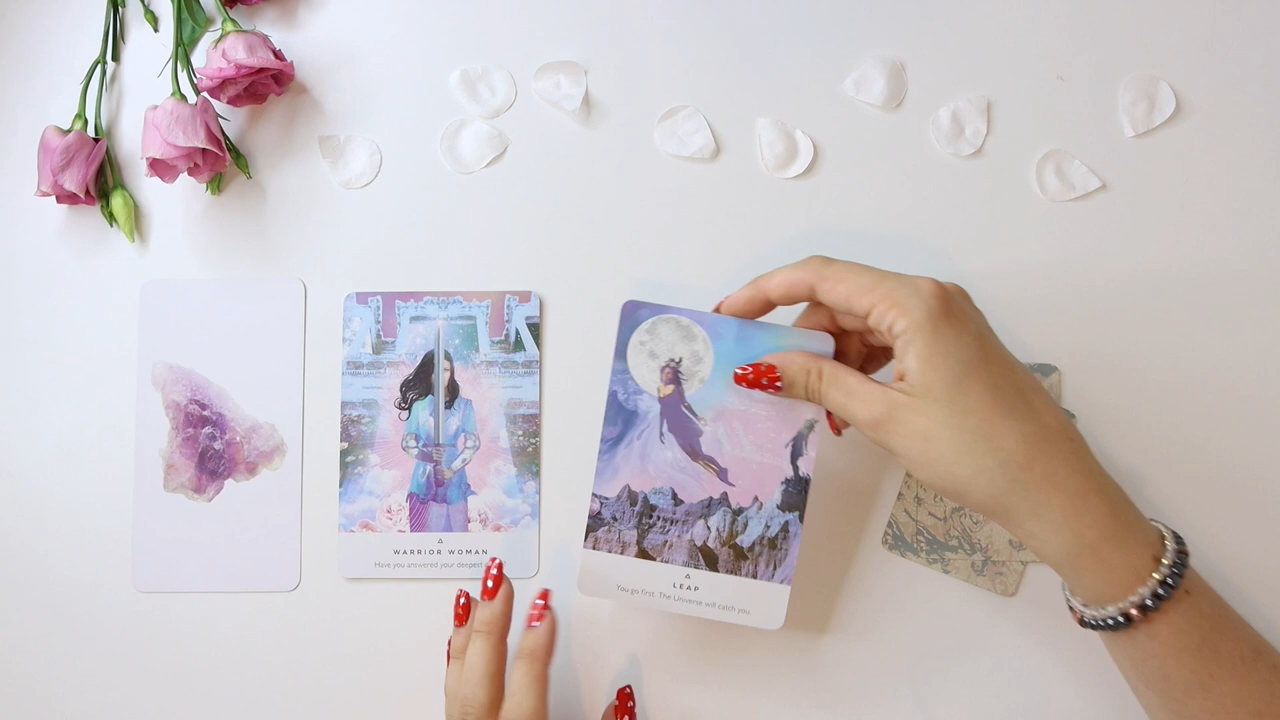 WARRIOR WOMAN
Have you answered your deepest
LEAP
You go first. The Universe will catch you.